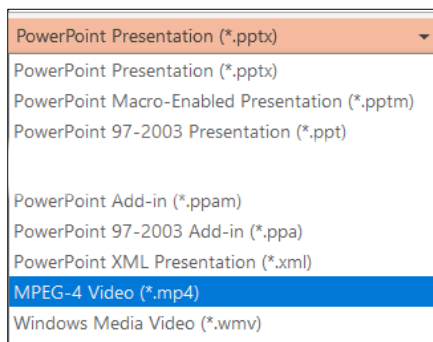 PowerPoint Presentation (*.pptx)
PowerPoint Presentation (*.pptx)
PowerPoint Macro-Enabled Presentation (*.pptm)
PowerPoint 97-2003 Presentation (*.ppt)
PowerPoint Add-in (*.ppam)
PowerPoint 97-2003 Add-in (*.ppa)
PowerPoint XML Presentation (*.xml)
MPEG-4 Video (*.mp4)
Windows Media Video (*.wmv)